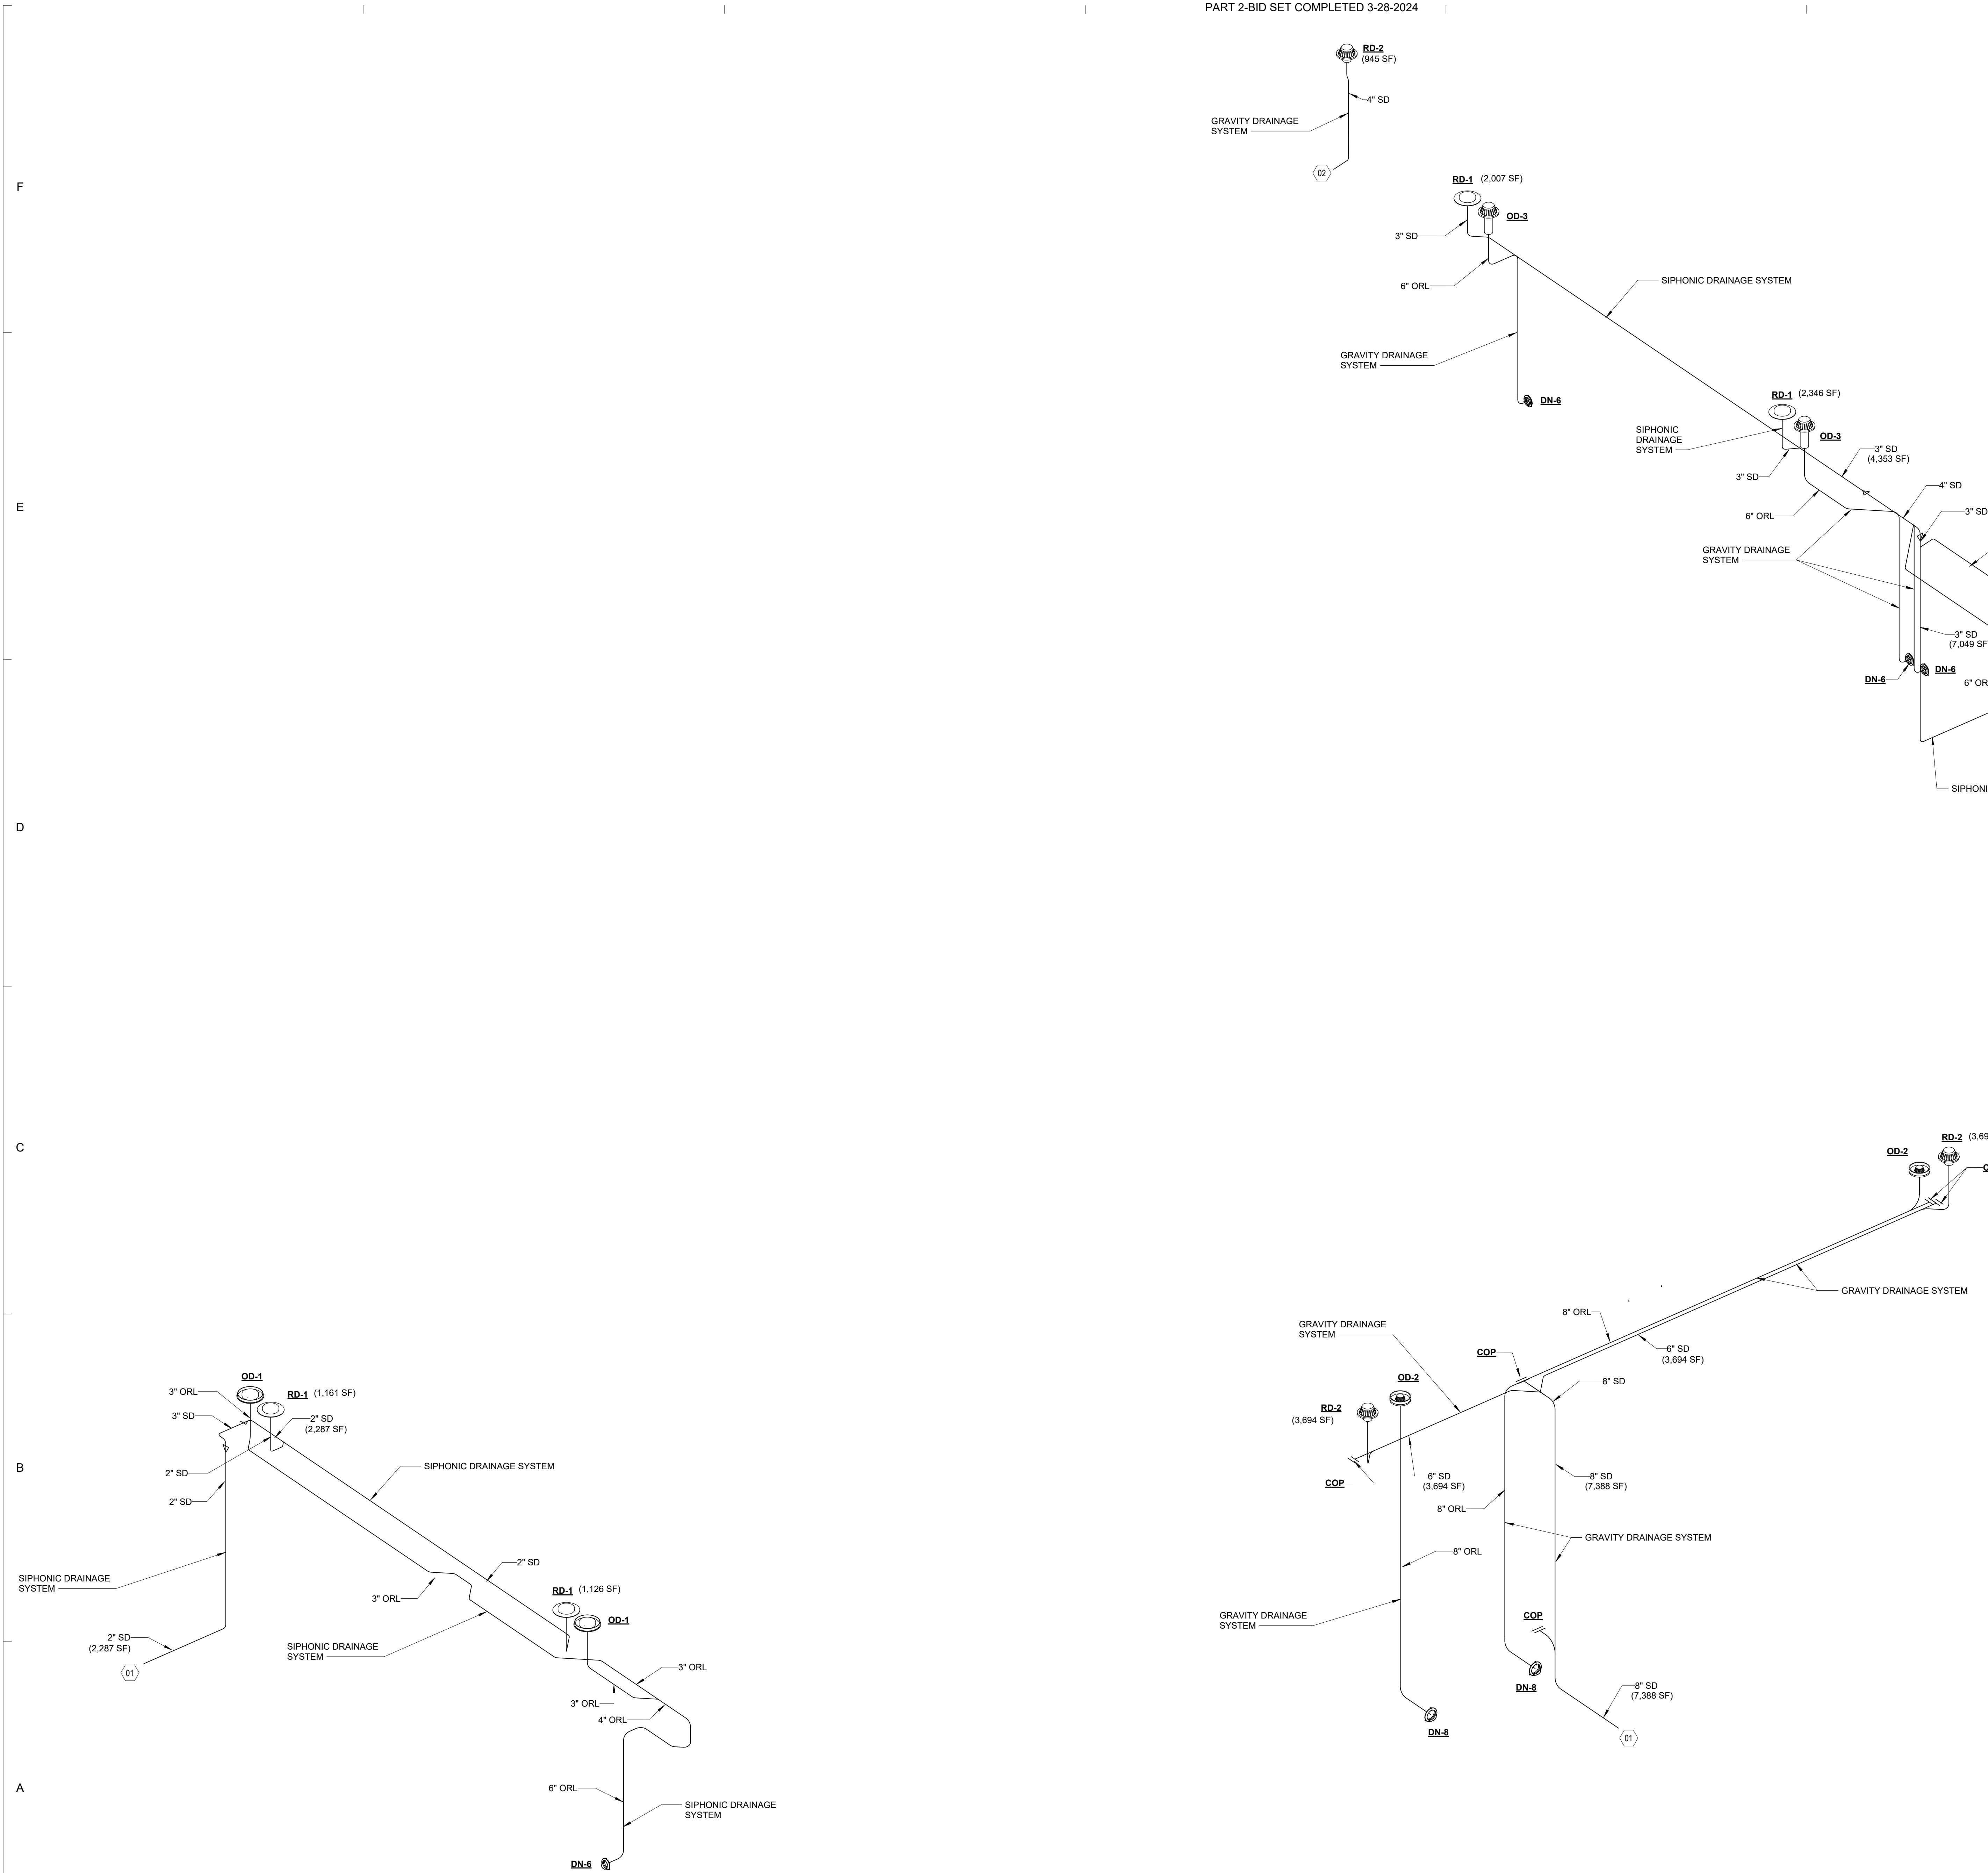 PART 2-BID SET COMPLETED 3-28-2024
RD-2
(945 SF)
4" SD
GRAVITY DRAINAGE
SYSTEM
02
F
RD-1 (2,007 SF)
OD-3
3" SD
SIPHONIC DRAINAGE SYSTEM
6" ORL
GRAVITY DRAINAGE
SYSTEM
DN-6
RD-1 (2,346 SF)
SIPHONIC
DRAINAGE
SYSTEM
OD-3
3" SD
(4,353 SF)
3" SD
4" SD
E
3" SD
6" ORL
GRAVITY DRAINAGE
SYSTEM
3" SD
(7,049 SF
DN-6
DN-6
6" OR
SIPHONI
D
C
RD-2 (3,69
OD-2
C
GRAVITY DRAINAGE SYSTEM
8" ORL
GRAVITY DRAINAGE
SYSTEM
COP
6" SD
(3,694 SF)
OD-2
8" SD
RD-2
(3,694 SF)
COP
6" SD
(3,694 SF)
8" SD
(7,388 SF)
8" ORL
GRAVITY DRAINAGE SYSTEM
8" ORL
GRAVITY DRAINAGE
SYSTEM
COP
DN-8
8" SD
(7,388 SF)
DN-8
01
OD-1
3" ORL
RD-1 (1,161 SF)
3" SD
2" SD
(2,287 SF)
B
2" SD
SIPHONIC DRAINAGE SYSTEM
2" SD
2" SD
SIPHONIC DRAINAGE
SYSTEM
RD-1 (1,126 SF)
3" ORL
OD-1
2" SD
(2,287 SF)
SIPHONIC DRAINAGE
SYSTEM
01
3" ORL
3" ORL
4" ORL
A
6" ORL
SIPHONIC DRAINAGE
SYSTEM
DN-6